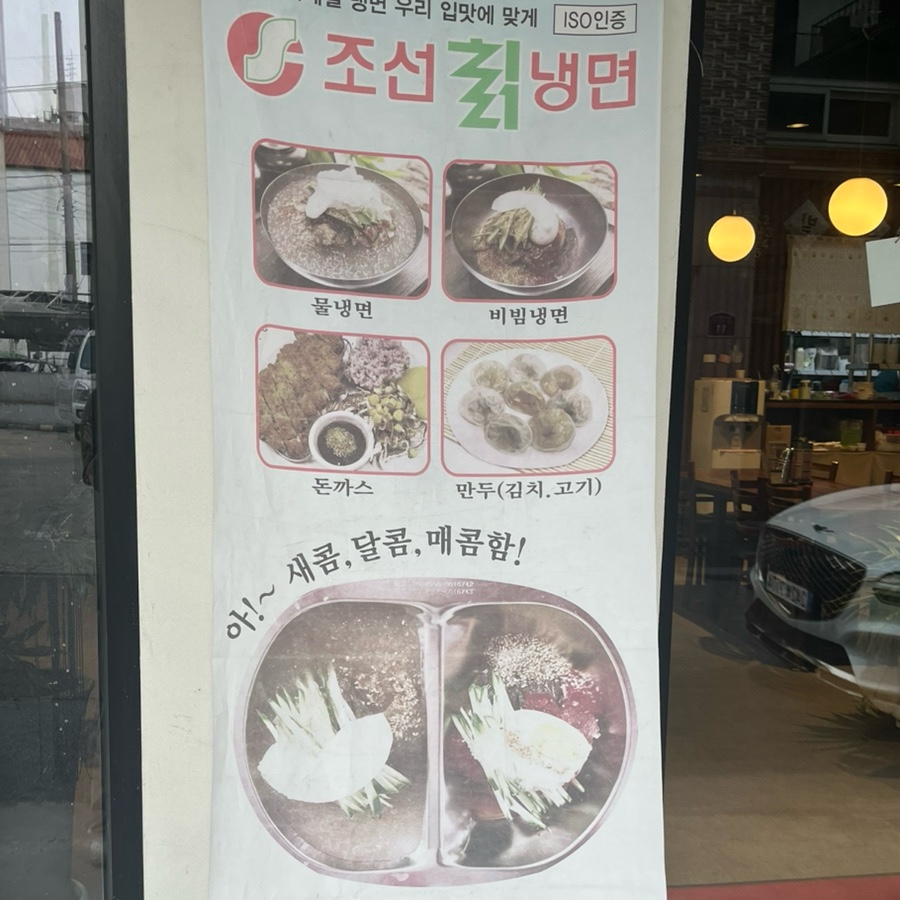 냉면 우리 입맛에 맞게
ISO인증
조선칡냉면
물냉면
비빔냉면
돈까스
만두(김치.고기)
아!~ 새콤,달콤,매콤함!